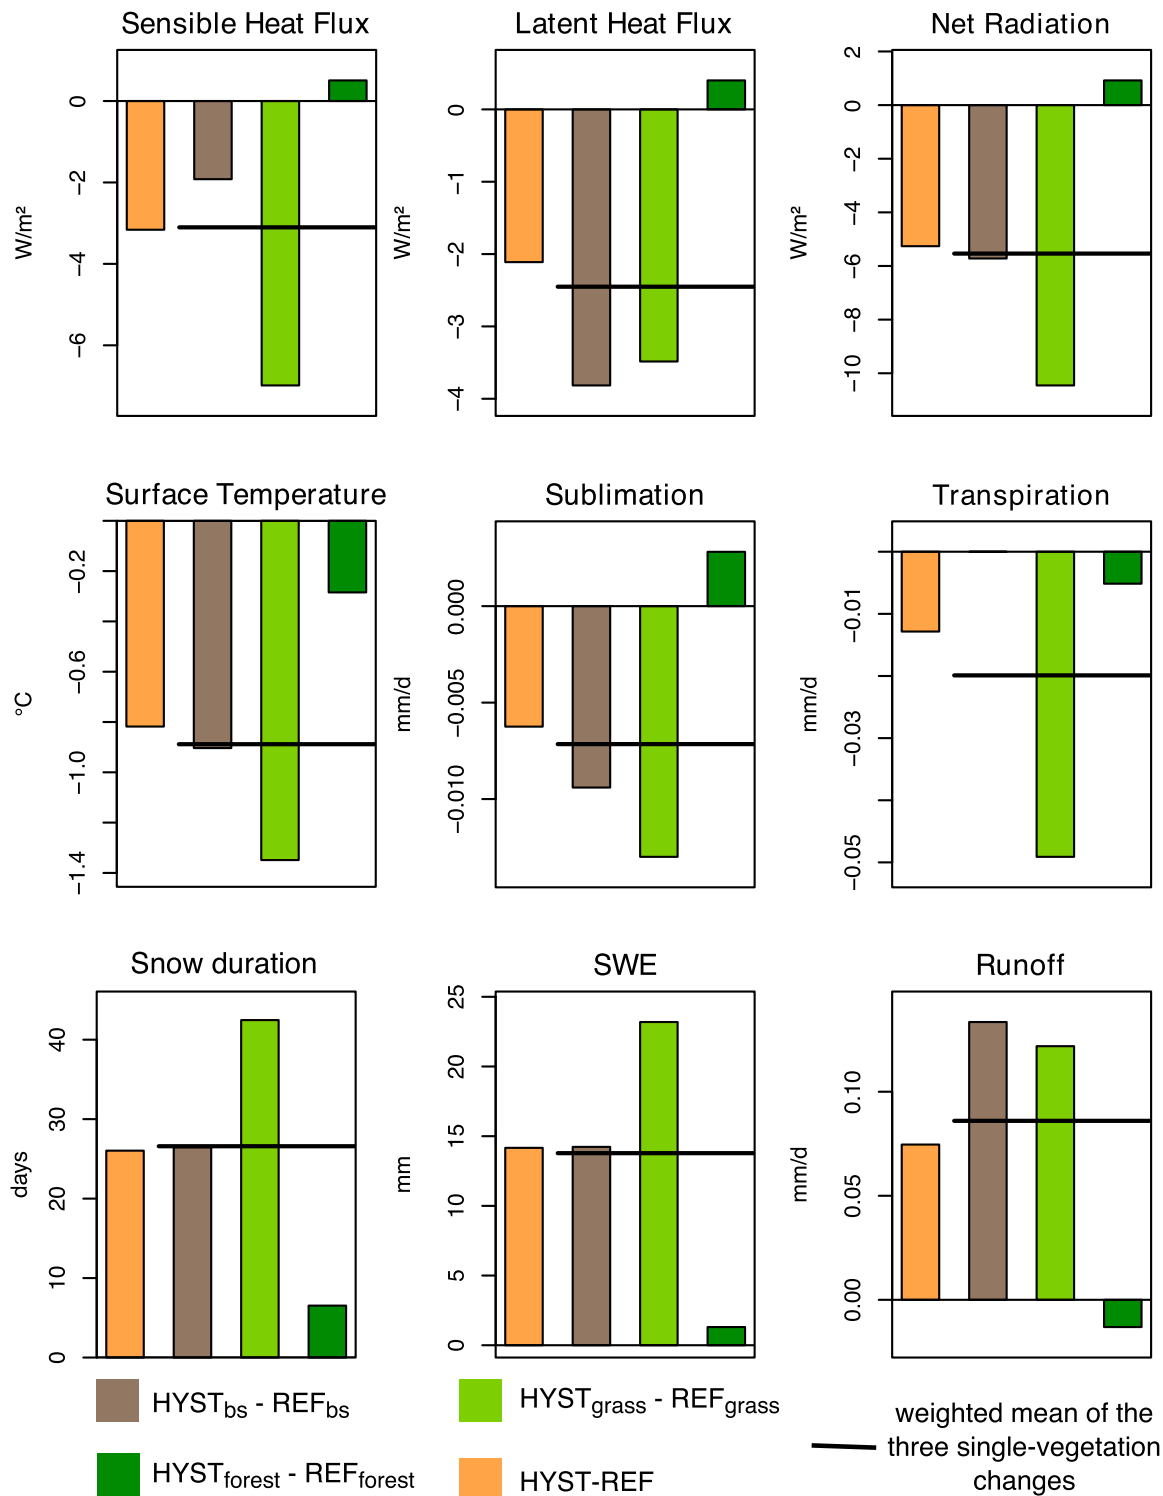 Sensible Heat Flux
W/m²
0
−2
−4
−6
Latent Heat Flux
W/m²
0
−1
−2
−3
−4
Net Radiation
W/m²
2
0
−2
−4
−6
−8
−10
Surface Temperature
°C
−0.2
−0.6
−1.0
−1.4
Sublimation
mm/d
0.000
−0.005
−0.010
Transpiration
mm/d
−0.01
−0.03
−0.05
Snow duration
days
40
30
20
10
0
SWE
mm
25
20
15
10
5
0
Runoff
mm/d
0.10
0.05
0.00
HYSTbs - REFbs
HYSTgrass - REFgrass
HYSTforest - REFforest
HYST-REF
weighted mean of the
three single-vegetation
changes